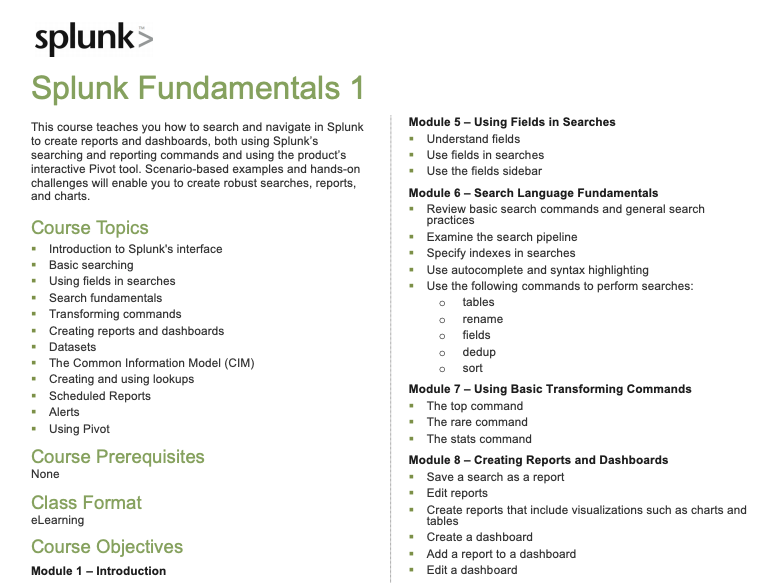 splunk>
Splunk Fundamentals 1
This course teaches you how to search and navigate in Splunk
to create reports and dashboards, both using Splunk's
searching and reporting commands and using the product's
interactive Pivot tool. Scenario-based examples and hands-on
challenges will enable you to create robust searches, reports,
and charts.
Course Topics
▪ Introduction to Splunk's interface
▪ Basic searching
▪ Using fields in searches
▪ Search fundamentals
▪ Transforming commands
▪ Creating reports and dashboards
▪ Datasets
▪ The Common Information Model (CIM)
▪ Creating and using lookups
▪ Scheduled Reports
▪ Alerts
▪ Using Pivot
Course Prerequisites
None
Class Format
eLearning
Course Objectives
Module 1 – Introduction
Module 5 – Using Fields in Searches
▪ Understand fields
▪ Use fields in searches
▪ Use the fields sidebar
Module 6 – Search Language Fundamentals
▪ Review basic search commands and general search
practices
▪ Examine the search pipeline
▪ Specify indexes in searches
▪ Use autocomplete and syntax highlighting
▪ Use the following commands to perform searches:
o tables
o rename
o fields
o dedup
o sort
Module 7 – Using Basic Transforming Commands
▪ The top command
▪ The rare command
▪ The stats command
Module 8 – Creating Reports and Dashboards
▪ Save a search as a report
▪ Edit reports
▪ Create reports that include visualizations such as charts and
tables
▪ Create a dashboard
▪ Add a report to a dashboard
▪ Edit a dashboard